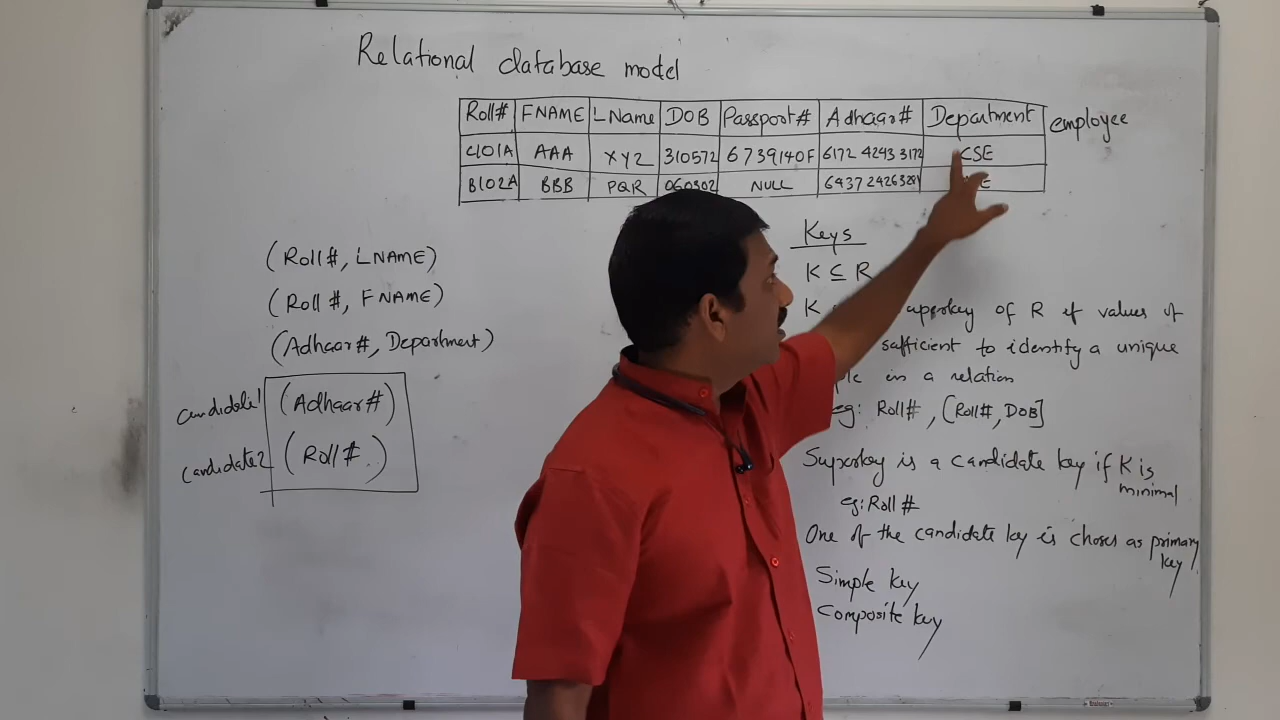 Relational database model
Roll# FNAME LName DOB Passport# Adhaar# Department employee
C101A AAA XYZ 310572 6739140F 6172 4243 3172 CSE
B102A BBB PQR 060302 NULL 6437 2426
Keys
K ⊆ R
K of R if values of
sufficient to identify a unique
in a relation
eg: Roll#, [Roll#, DOB]
Superkey is a candidate key if K is
minimal
eg: Roll#
One of the candidate key is choses as primary
key
Simple key
Composite key
(Roll#, LNAME)
(Roll#, FNAME)
(Adhaar#, Department)
candidate1 (Adhaar#)
candidate2 (Roll#.)